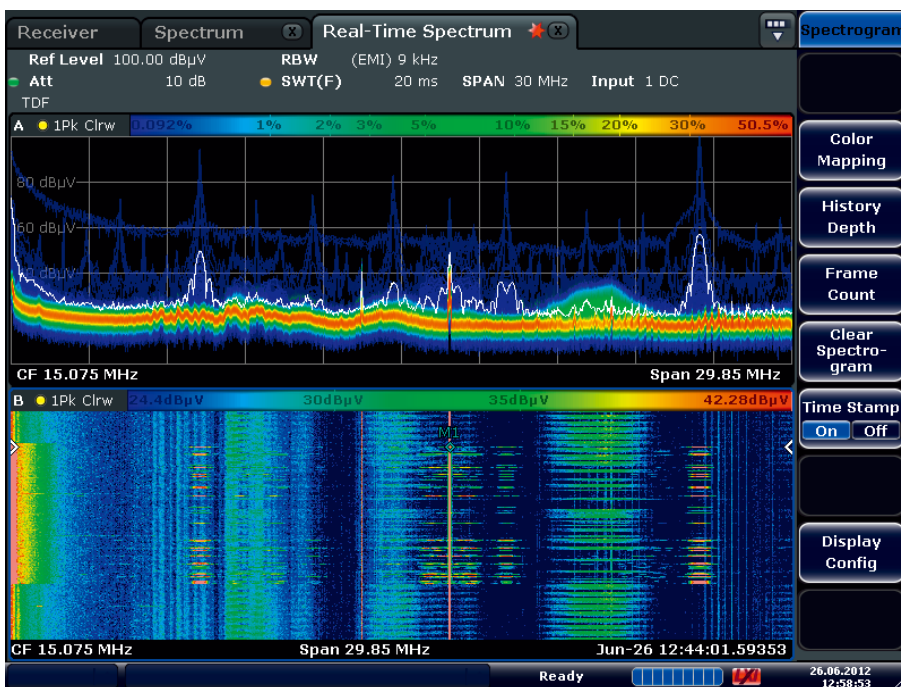 Receiver Spectrum X Real-Time Spectrum X
Spectrogram
Ref Level 100.00 dBµV RBW (EMI) 9 kHz
Att 10 dB SWT(F) 20 ms SPAN 30 MHz Input 1 DC
TDF
A 1Pk Clrw 0.092% 1% 2% 3% 5% 10% 15% 20% 30% 50.5%
80 dBµV
60 dBµV
dBµV
CF 15.075 MHz Span 29.85 MHz
B 1Pk Clrw 24.4dBµV 30dBµV 35dBµV 42.28dBµV
M1
CF 15.075 MHz Span 29.85 MHz Jun-26 12:44:01.59353
Color
Mapping
History
Depth
Frame
Count
Clear
Spectro-
gram
Time Stamp
On Off
Display
Config
Ready LXI 26.06.2012
12:58:53